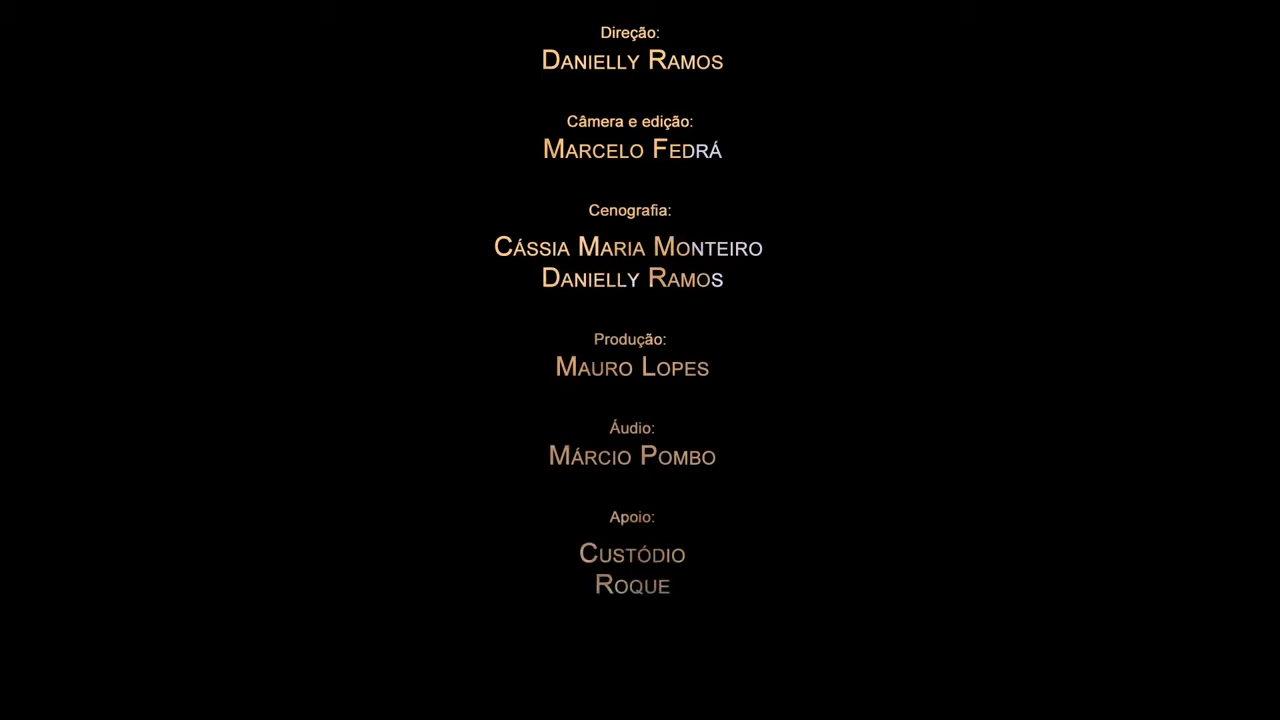 Direção:
Danielly Ramos
Câmera e edição:
Marcelo Fedrá
Cenografia:
Cássia Maria Monteiro
Danielly Ramos
Produção:
Mauro Lopes
Áudio:
Márcio Pombo
Apoio:
Custódio
Roque